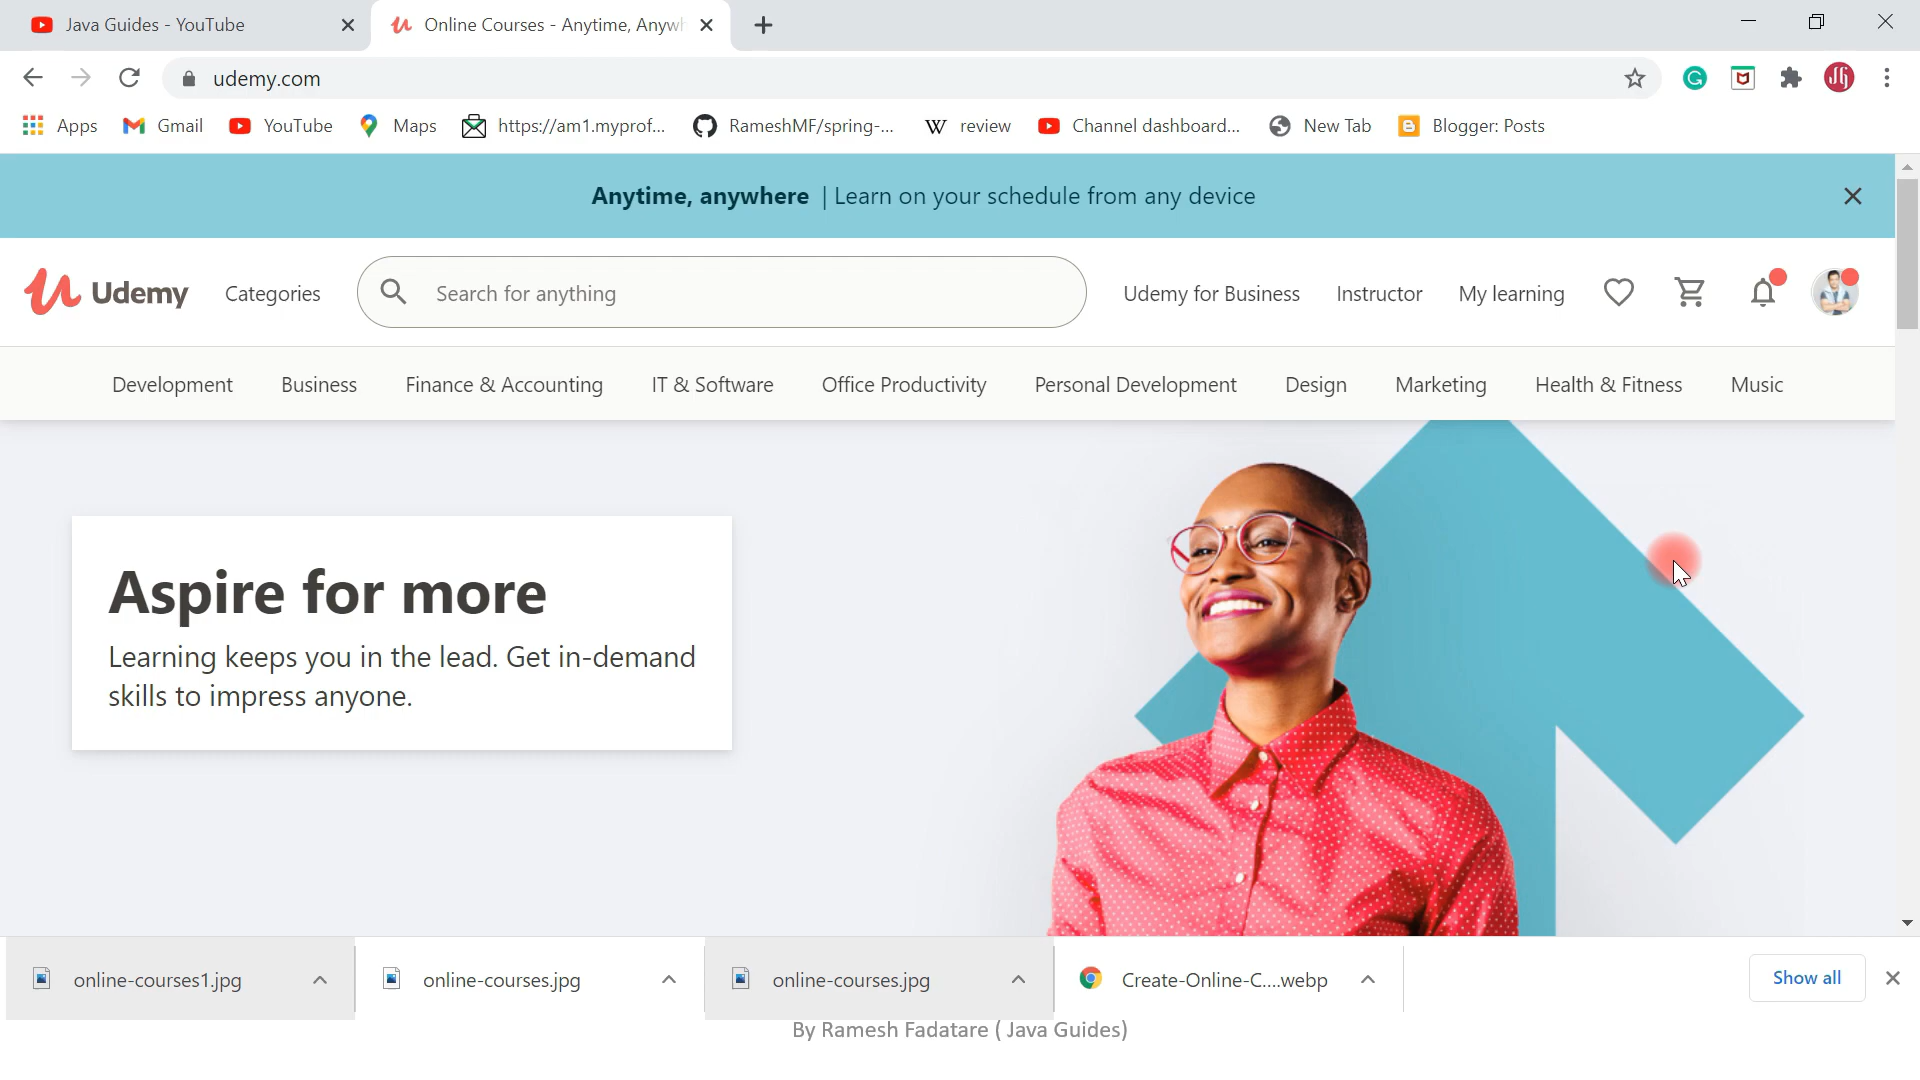 Java Guides - YouTube
Online Courses - Anytime, Anywh
udemy.com
Apps
Gmail
YouTube
Maps
https://am1.myprof...
RameshMF/spring-...
W review
Channel dashboard...
New Tab
Blogger: Posts
Anytime, anywhere | Learn on your schedule from any device
Udemy
Categories
Search for anything
Udemy for Business
Instructor
My learning
Development
Business
Finance & Accounting
IT & Software
Office Productivity
Personal Development
Design
Marketing
Health & Fitness
Music
Aspire for more
Learning keeps you in the lead. Get in-demand
skills to impress anyone.
online-courses1.jpg
online-courses.jpg
online-courses.jpg
Create-Online-C....webp
Show all
By Ramesh Fadatare ( Java Guides)